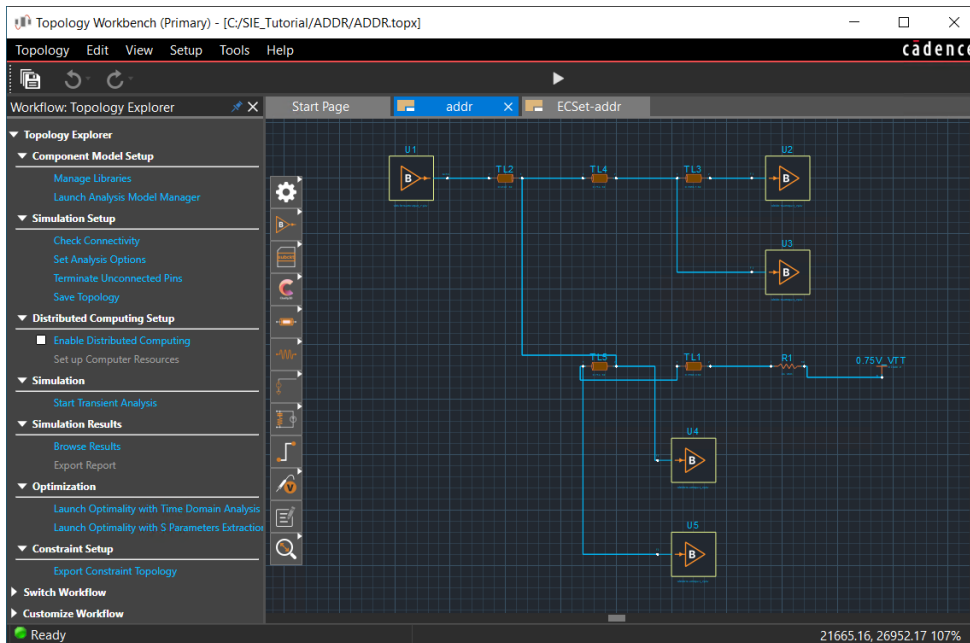 Topology Workbench (Primary) - [C:/SIE_Tutorial/ADDR/ADDR.topx]
Topology Edit View Setup Tools Help
cādence
Workflow: Topology Explorer
Start Page
addr
ECSet-addr
Topology Explorer
Component Model Setup
Manage Libraries
Launch Analysis Model Manager
Simulation Setup
Check Connectivity
Set Analysis Options
Terminate Unconnected Pins
Save Topology
Distributed Computing Setup
Enable Distributed Computing
Set up Computer Resources
Simulation
Start Transient Analysis
Simulation Results
Browse Results
Export Report
Optimization
Launch Optimality with Time Domain Analysis
Launch Optimality with S Parameters Extraction
Constraint Setup
Export Constraint Topology
Switch Workflow
Customize Workflow
U1
B
TL2
TL4
TL3
U2
B
U3
B
TL5
TL1
R1
0.75V_VTT
U4
B
U5
B
Ready
21665.16, 26952.17 107%